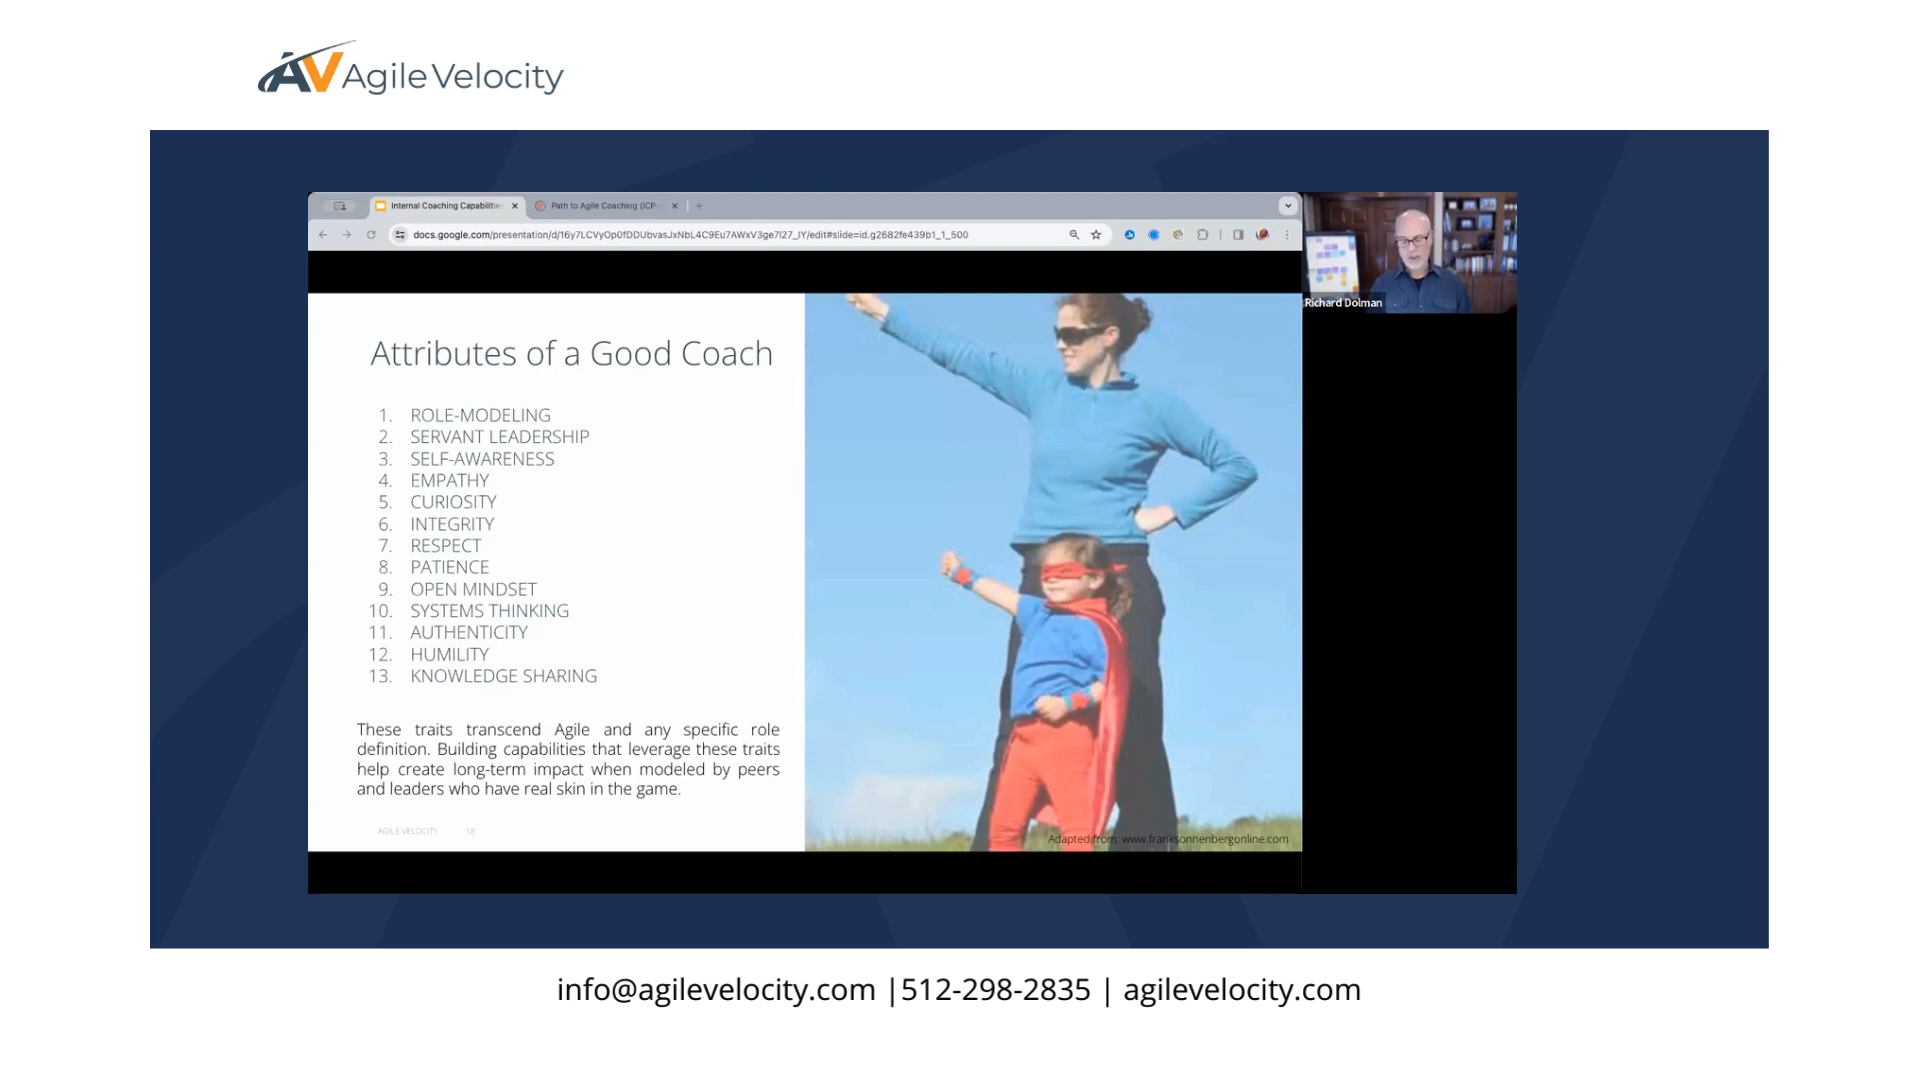 AV Agile Velocity
Internal Coaching Capabilitie
Path to Agile Coaching (ICP-
docs.google.com/presentation/d/16y7LCVyOp0fDDUbvasJxNbL4C9Eu7AWxV3ge7l27_IY/edit#slide=id.g2682fe439b1_1_500
Richard Dolman
Attributes of a Good Coach
1. ROLE-MODELING
2. SERVANT LEADERSHIP
3. SELF-AWARENESS
4. EMPATHY
5. CURIOSITY
6. INTEGRITY
7. RESPECT
8. PATIENCE
9. OPEN MINDSET
10. SYSTEMS THINKING
11. AUTHENTICITY
12. HUMILITY
13. KNOWLEDGE SHARING
These traits transcend Agile and any specific role
definition. Building capabilities that leverage these traits
help create long-term impact when modeled by peers
and leaders who have real skin in the game.
AGILE VELOCITY 18
Adapted from: www.franksonnenbergonline.com
info@agilevelocity.com |512-298-2835 | agilevelocity.com